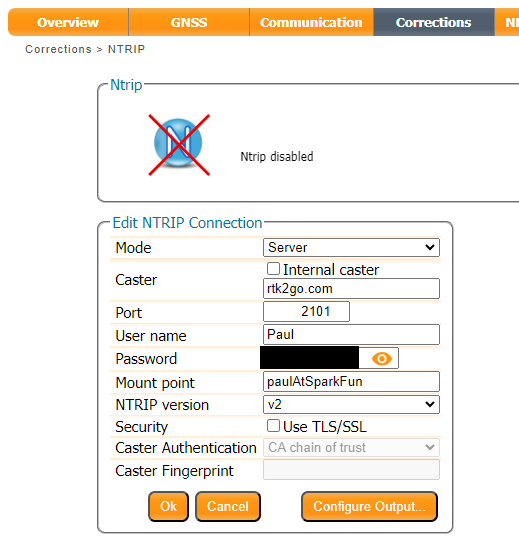 Overview GNSS Communication Corrections
Corrections > NTRIP
Ntrip
Ntrip disabled
Edit NTRIP Connection
Mode Server
Caster Internal caster
rtk2go.com
Port 2101
User name Paul
Password
Mount point paulAtSparkFun
NTRIP version v2
Security Use TLS/SSL
Caster Authentication CA chain of trust
Caster Fingerprint
Ok Cancel Configure Output...